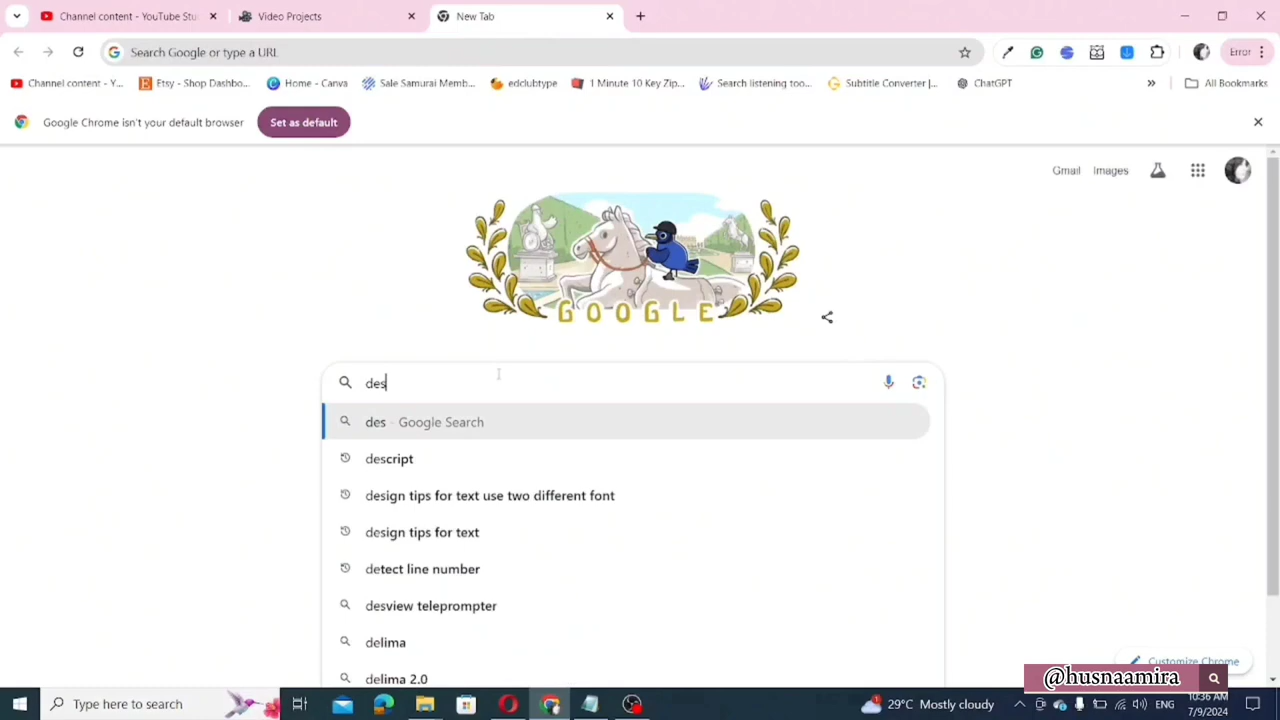 Channel content - YouTube Stu
Video Projects
New Tab
Search Google or type a URL
Error
Channel content - Y...
Etsy - Shop Dashbo...
Home - Canva
Sale Samurai Memb...
edclubtype
1 Minute 10 Key Zip...
Search listening too...
Subtitle Converter |...
ChatGPT
»
All Bookmarks
Google Chrome isn't your default browser
Set as default
Gmail
Images
GOOGLE
des
des - Google Search
descript
design tips for text use two different font
design tips for text
detect line number
desview teleprompter
delima
delima 2.0
Customize Chrome
@husnaamira
Type here to search
29°C Mostly cloudy
ENG
10:36 AM
7/9/2024